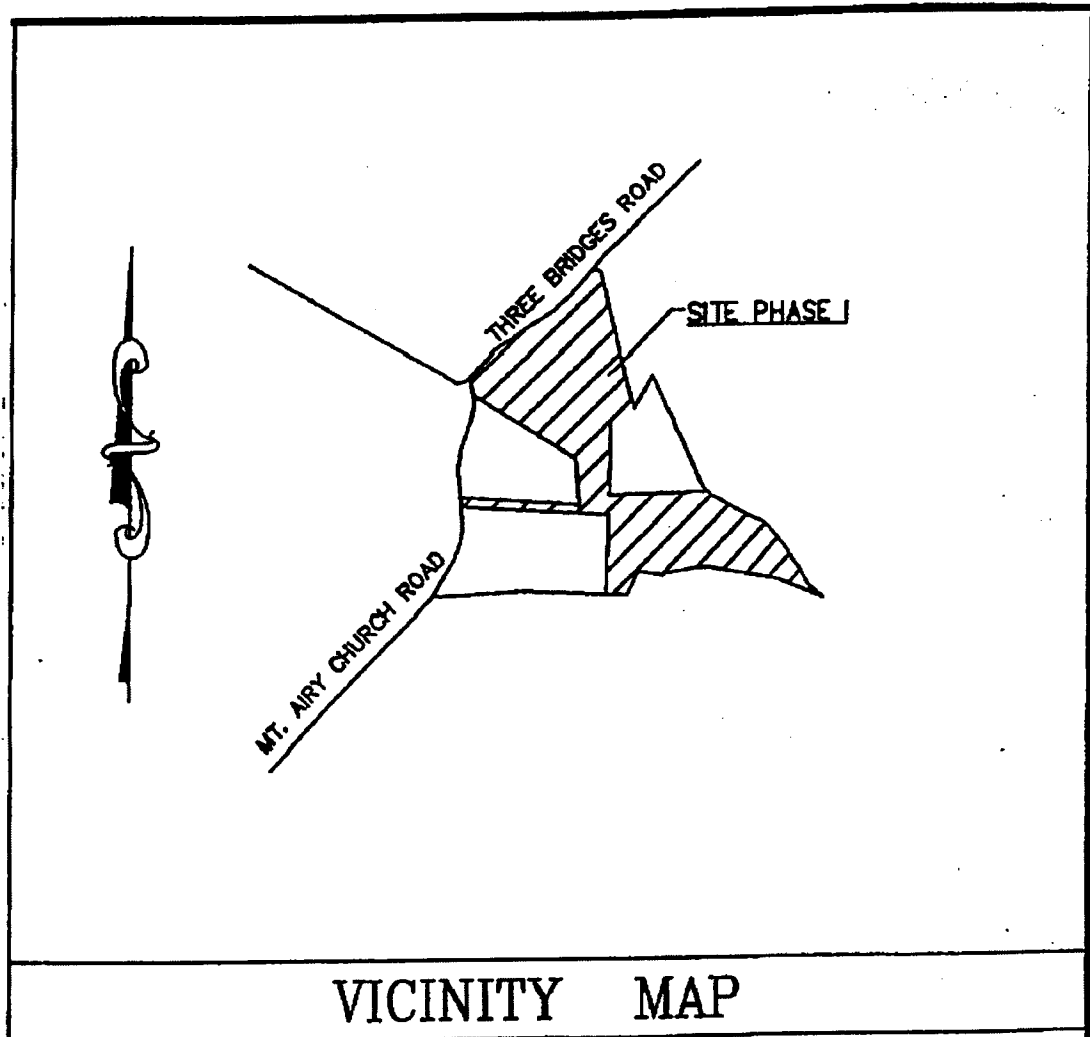 THREE BRIDGES ROAD
SITE PHASE I
MT. AIRY CHURCH ROAD
VICINITY MAP